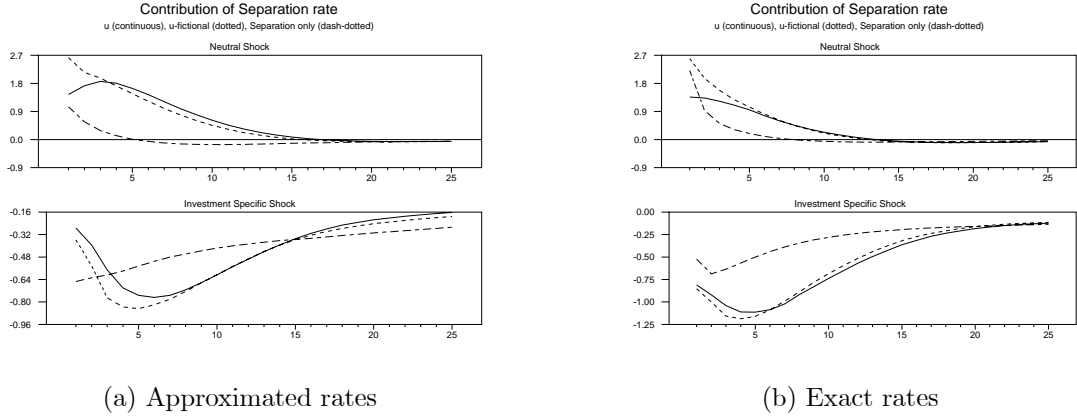 Contribution of Separation rate
u (continuous), u-fictional (dotted), Separation only (dash-dotted)
Neutral Shock
2.7
1.8
0.9
0.0
-0.9
5 10 15 20 25
Investment Specific Shock
-0.16
-0.32
-0.48
-0.64
-0.80
-0.96
5 10 15 20 25
(a) Approximated rates
Contribution of Separation rate
u (continuous), u-fictional (dotted), Separation only (dash-dotted)
Neutral Shock
2.7
1.8
0.9
0.0
-0.9
5 10 15 20 25
Investment Specific Shock
0.00
-0.25
-0.50
-0.75
-1.00
-1.25
5 10 15 20 25
(b) Exact rates